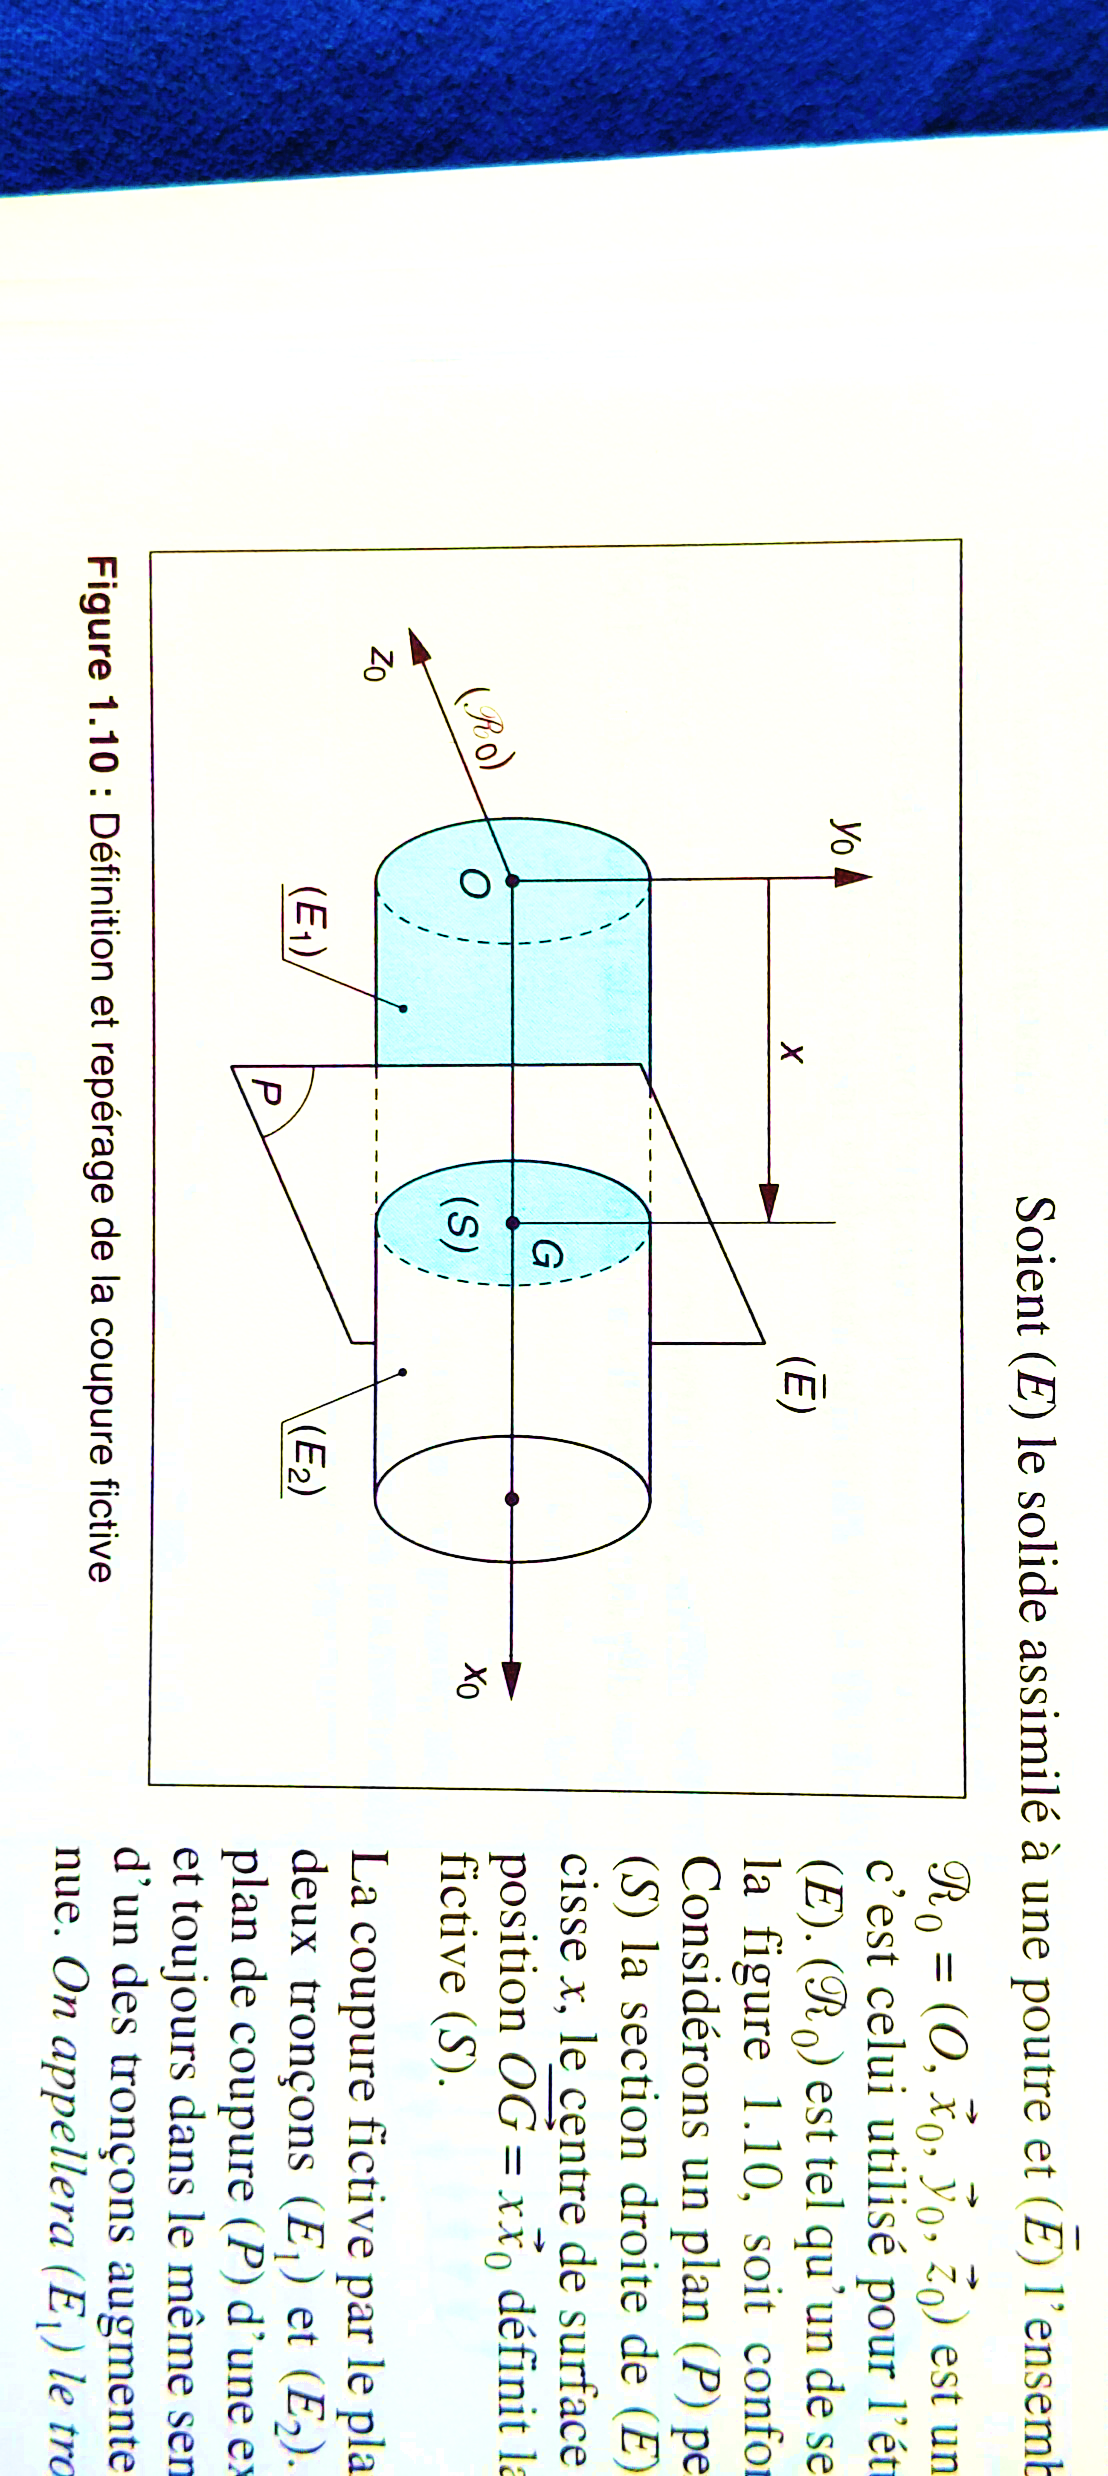 Soient (E) le solide assimilé à une poutre et (E̅) l'ensemb
ℛ₀ = (O, x⃗₀, y⃗₀, z⃗₀) est un
c'est celui utilisé pour l'étu
(E). (ℛ₀) est tel qu'un de se
la figure 1.10, soit confor
Considérons un plan (P) pe
(S) la section droite de (E)
cisse x, le centre de surface
position OG⃗ = x x⃗₀ définit la
fictive (S).
La coupure fictive par le pla
deux tronçons (E₁) et (E₂).
plan de coupure (P) d'une ex
et toujours dans le même sen
d'un des tronçons augmente
nue. On appellera (E₁) le tro
y₀
x
(E̅)
(ℛ₀)
z₀
O
G
(S)
x₀
P
(E₁)
(E₂)
Figure 1.10 : Définition et repérage de la coupure fictive